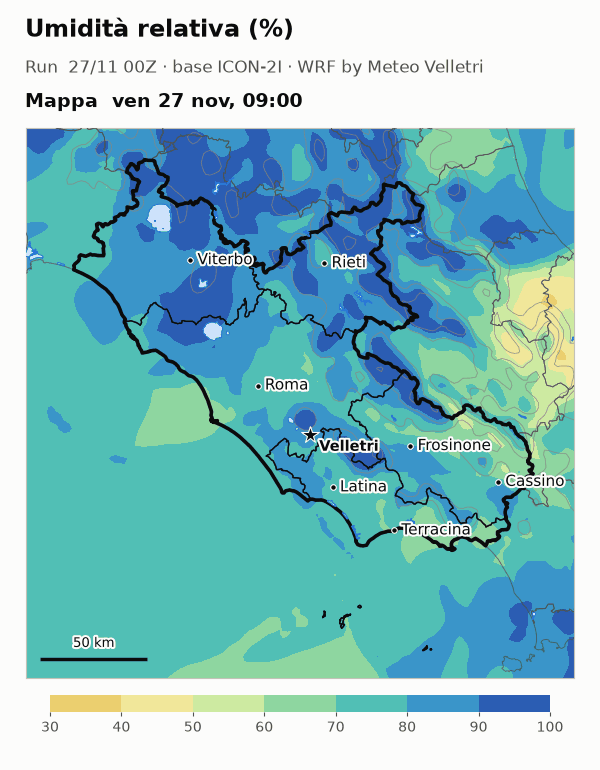 Umidità relativa (%)
Run  27/11 00Z · base ICON-2I · WRF by Meteo Velletri
Mappa  ven 27 nov, 09:00
Viterbo
Rieti
Roma
Velletri
Frosinone
Latina
Cassino
Terracina
50 km
30 40 50 60 70 80 90 100